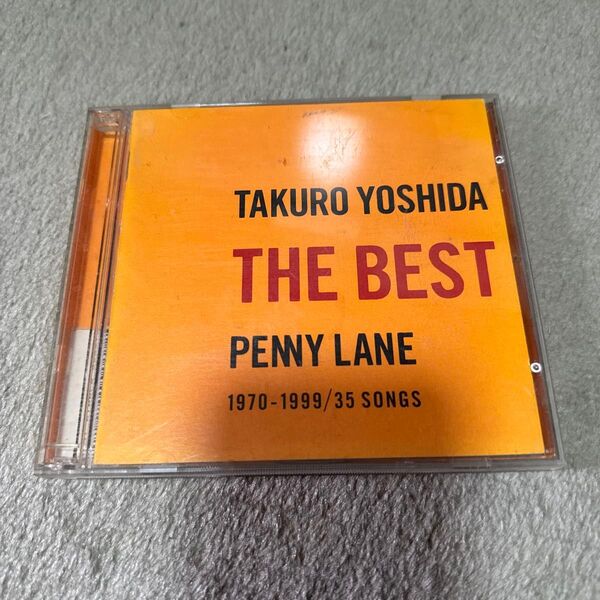 TAKURO YOSHIDA
THE BEST
PENNY LANE
1970-1999/35 SONGS